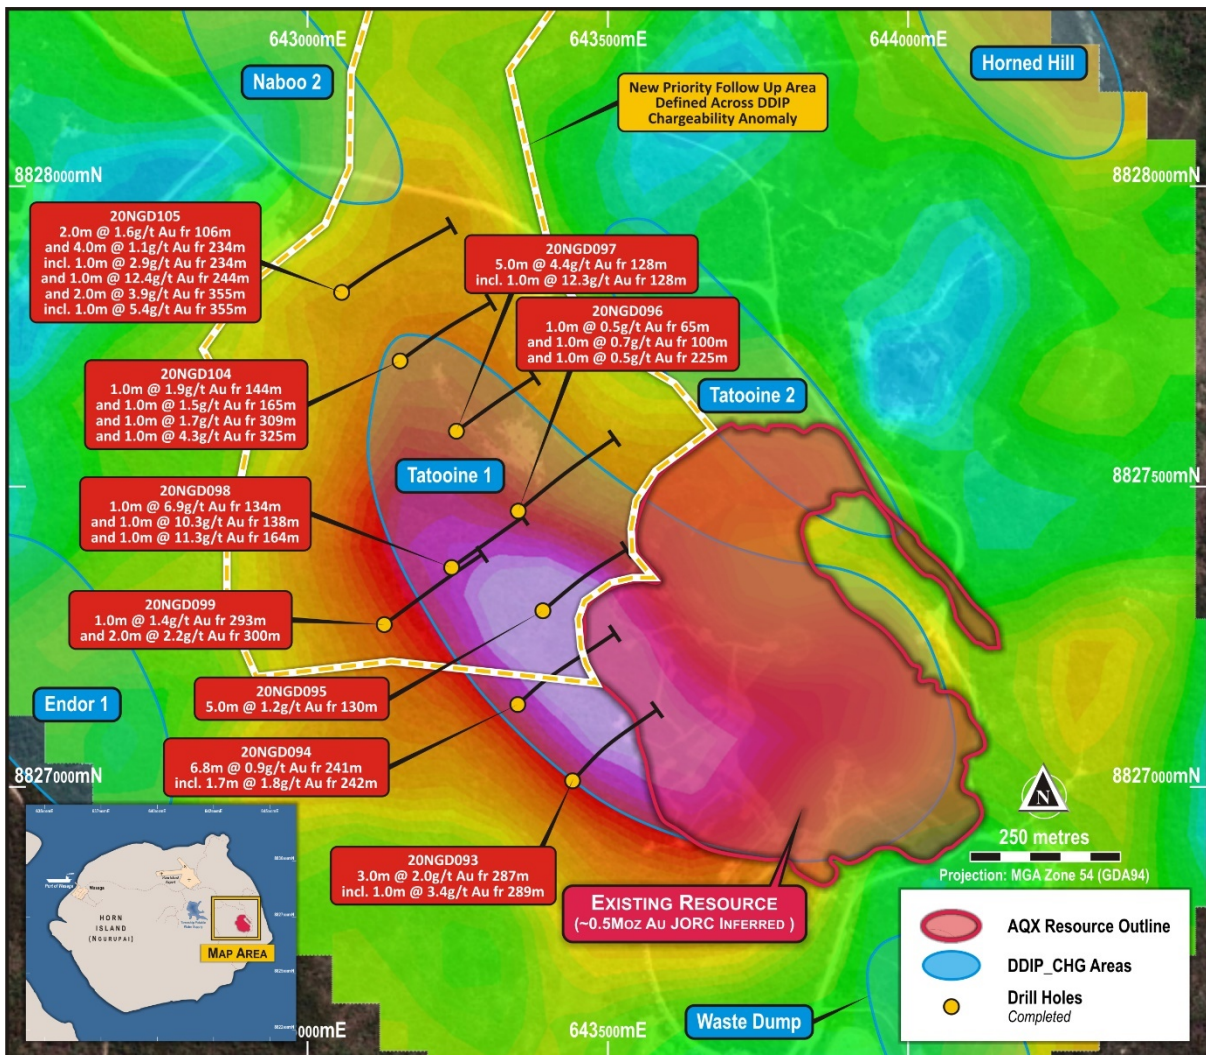 643000mE
643500mE
644000mE
Naboo 2
Horned Hill
New Priority Follow Up Area
Defined Across DDIP
Chargeability Anomaly
8828000mN
8828000mN
20NGD105
2.0m @ 1.6g/t Au fr 106m
and 4.0m @ 1.1g/t Au fr 234m
incl. 1.0m @ 2.9g/t Au fr 234m
and 1.0m @ 12.4g/t Au fr 244m
and 2.0m @ 3.9g/t Au fr 355m
incl. 1.0m @ 5.4g/t Au fr 355m
20NGD097
5.0m @ 4.4g/t Au fr 128m
incl. 1.0m @ 12.3g/t Au fr 128m
20NGD096
1.0m @ 0.5g/t Au fr 65m
and 1.0m @ 0.7g/t Au fr 100m
and 1.0m @ 0.5g/t Au fr 225m
20NGD104
1.0m @ 1.9g/t Au fr 144m
and 1.0m @ 1.5g/t Au fr 165m
and 1.0m @ 1.7g/t Au fr 309m
and 1.0m @ 4.3g/t Au fr 325m
Tatooine 2
Tatooine 1
8827500mN
20NGD098
1.0m @ 6.9g/t Au fr 134m
and 1.0m @ 10.3g/t Au fr 138m
and 1.0m @ 11.3g/t Au fr 164m
20NGD099
1.0m @ 1.4g/t Au fr 293m
and 2.0m @ 2.2g/t Au fr 300m
20NGD095
5.0m @ 1.2g/t Au fr 130m
Endor 1
20NGD094
6.8m @ 0.9g/t Au fr 241m
incl. 1.7m @ 1.8g/t Au fr 242m
8827000mN
8827000mN
N
250 metres
Projection: MGA Zone 54 (GDA94)
20NGD093
3.0m @ 2.0g/t Au fr 287m
incl. 1.0m @ 3.4g/t Au fr 289m
EXISTING RESOURCE
(~0.5MOZ AU JORC INFERRED )
HORN
ISLAND
(NGURUPAI)
MAP AREA
AQX Resource Outline
DDIP_CHG Areas
Drill Holes
Completed
Waste Dump
000mE
643500mE